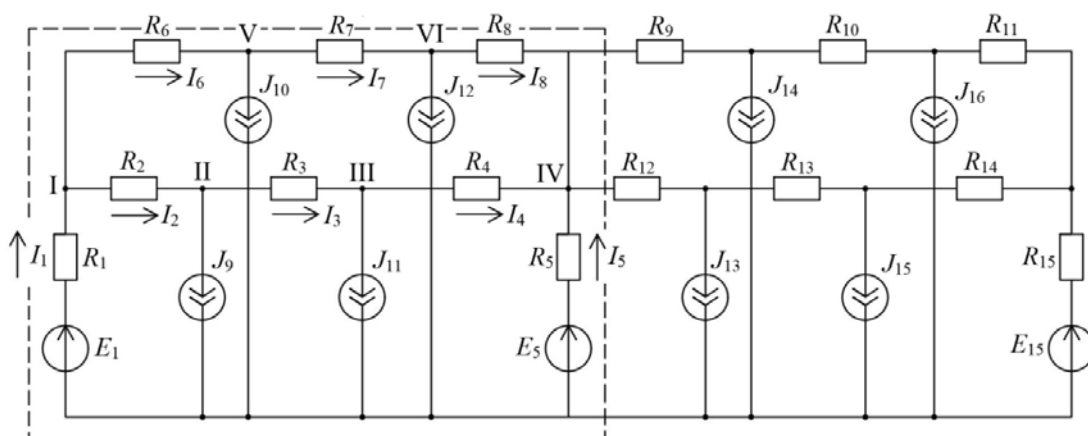 R6 V R7 VI R8 R9 R10 R11
I6 J10 I7 J12 I8 J14 J16
I R2 II R3 III R4 IV R12 R13 R14
I2 I3 I4
I1 R1 J9 J11 R5 I5 J13 J15 R15
E1 E5 E15